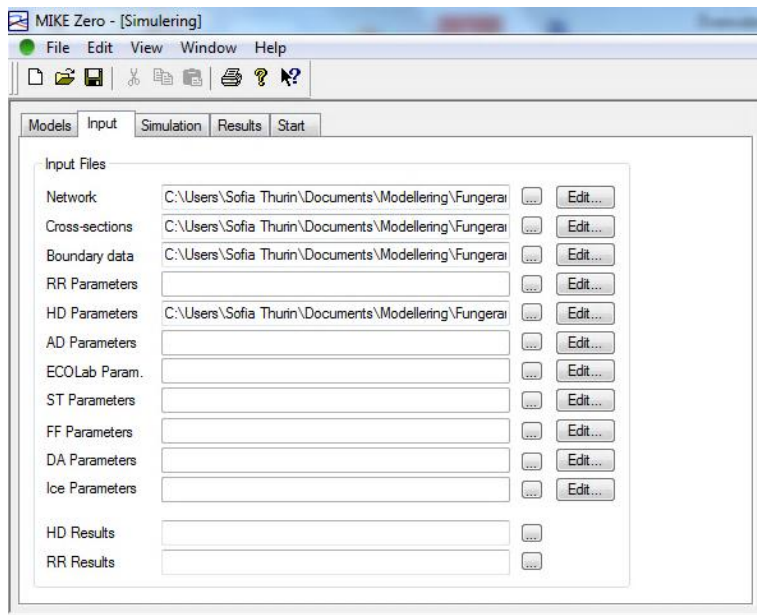 MIKE Zero - [Simulering]
File Edit View Window Help
Models Input Simulation Results Start
Input Files
Network C:\Users\Sofia Thurin\Documents\Modellering\Fungerar ... Edit...
Cross-sections C:\Users\Sofia Thurin\Documents\Modellering\Fungerar ... Edit...
Boundary data C:\Users\Sofia Thurin\Documents\Modellering\Fungerar ... Edit...
RR Parameters ... Edit...
HD Parameters C:\Users\Sofia Thurin\Documents\Modellering\Fungerar ... Edit...
AD Parameters ... Edit...
ECOLab Param. ... Edit...
ST Parameters ... Edit...
FF Parameters ... Edit...
DA Parameters ... Edit...
Ice Parameters ... Edit...
HD Results ...
RR Results ...